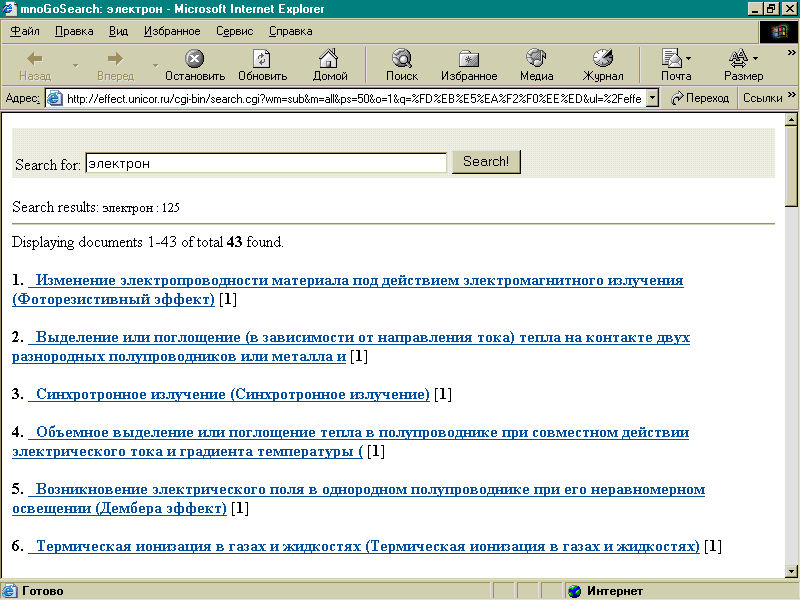 mnoGoSearch: электрон - Microsoft Internet Explorer
Файл Правка Вид Избранное Сервис Справка
Назад Вперед Остановить Обновить Домой Поиск Избранное Медиа Журнал Почта Размер
Адрес: http://effect.unicor.ru/cgi-bin/search.cgi?wm=sub&m=all&ps=50&o=1&q=%FD%EB%E5%EA%F2%F0%EE%ED&ul=%2Feffe Переход Ссылки
Search for: электрон Search!
Search results: электрон : 125
Displaying documents 1-43 of total 43 found.
1. Изменение электропроводности материала под действием электромагнитного излучения
(Фоторезистивный эффект) [1]
2. Выделение или поглощение (в зависимости от направления тока) тепла на контакте двух
разнородных полупроводников или металла и [1]
3. Синхротронное излучение (Синхротронное излучение) [1]
4. Объемное выделение или поглощение тепла в полупроводнике при совместном действии
электрического тока и градиента температуры ( [1]
5. Возникновение электрического поля в однородном полупроводнике при его неравномерном
освещении (Дембера эффект) [1]
6. Термическая ионизация в газах и жидкостях (Термическая ионизация в газах и жидкостях) [1]
Готово Интернет